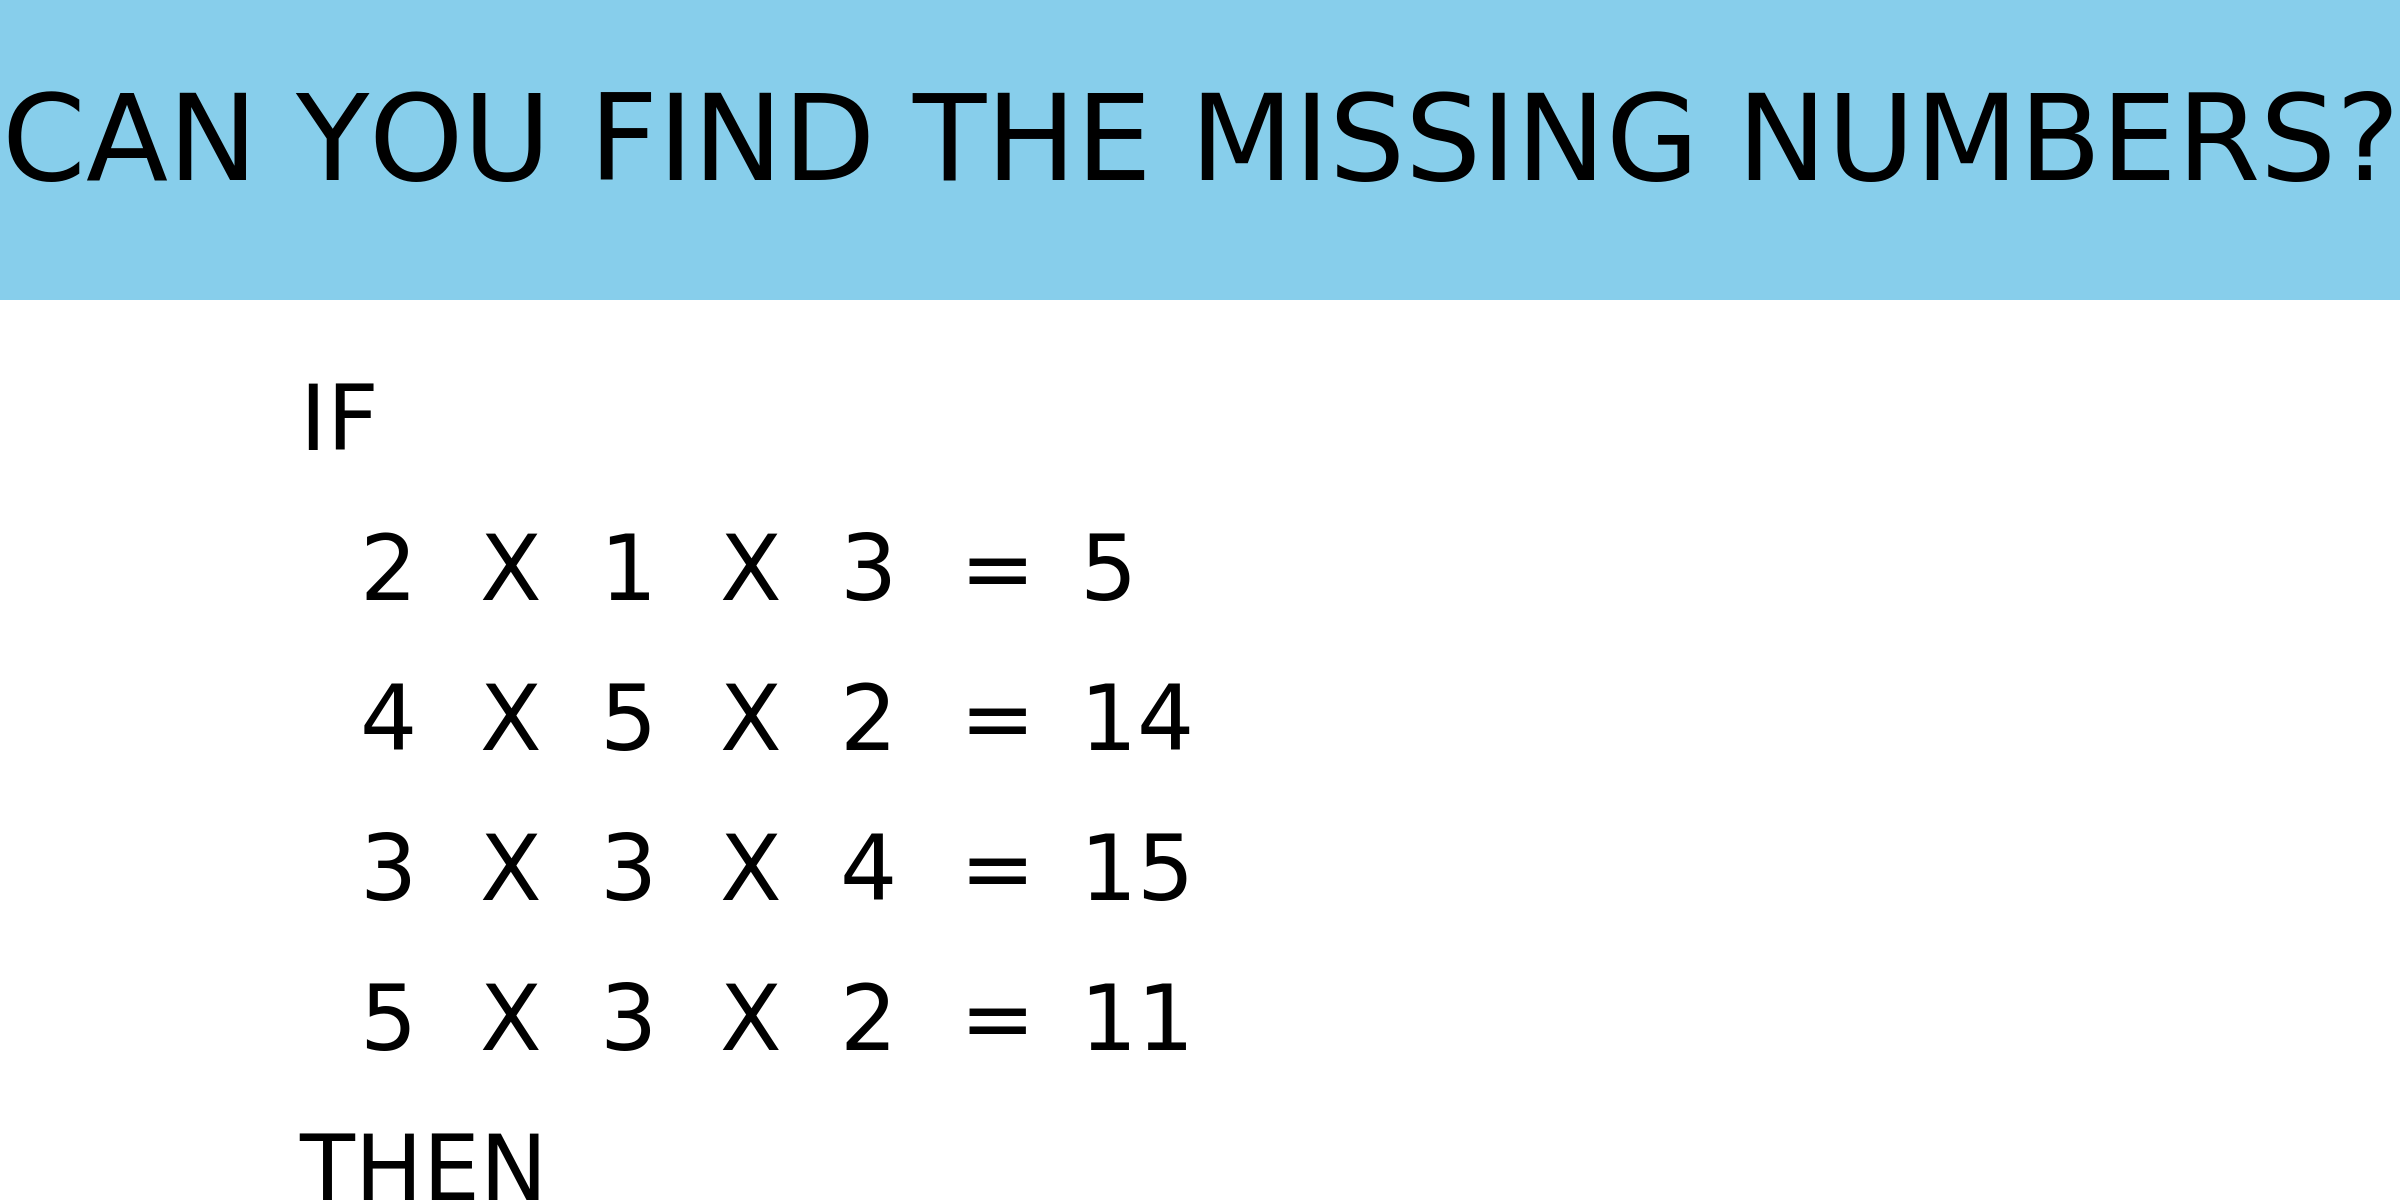 CAN YOU FIND THE MISSING NUMBERS?
IF
2 X 1 X 3 = 5
4 X 5 X 2 = 14
3 X 3 X 4 = 15
5 X 3 X 2 = 11
THEN